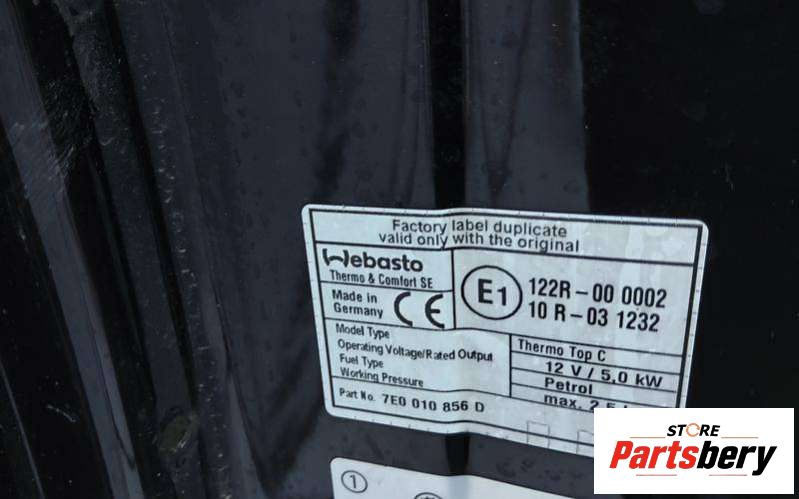 Factory label duplicate
valid only with the original
Webasto
Thermo & Comfort SE
Made in
Germany
CE
E1
122R-00 0002
10 R-03 1232
Model Type
Thermo Top C
Operating Voltage/Rated Output
12 V / 5,0 kW
Fuel Type
Petrol
Working Pressure
max.
Part No. 7E0 010 856 D
1
STORE
Partsbery